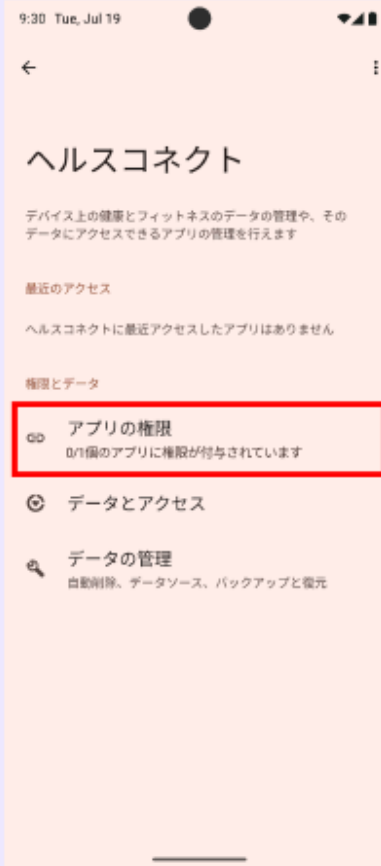 9:30 Tue, Jul 19
ヘルスコネクト
デバイス上の健康とフィットネスのデータの管理や、その
データにアクセスできるアプリの管理を行えます
最近のアクセス
ヘルスコネクトに最近アクセスしたアプリはありません
権限とデータ
アプリの権限
0/1個のアプリに権限が付与されています
データとアクセス
データの管理
自動削除、データソース、バックアップと復元